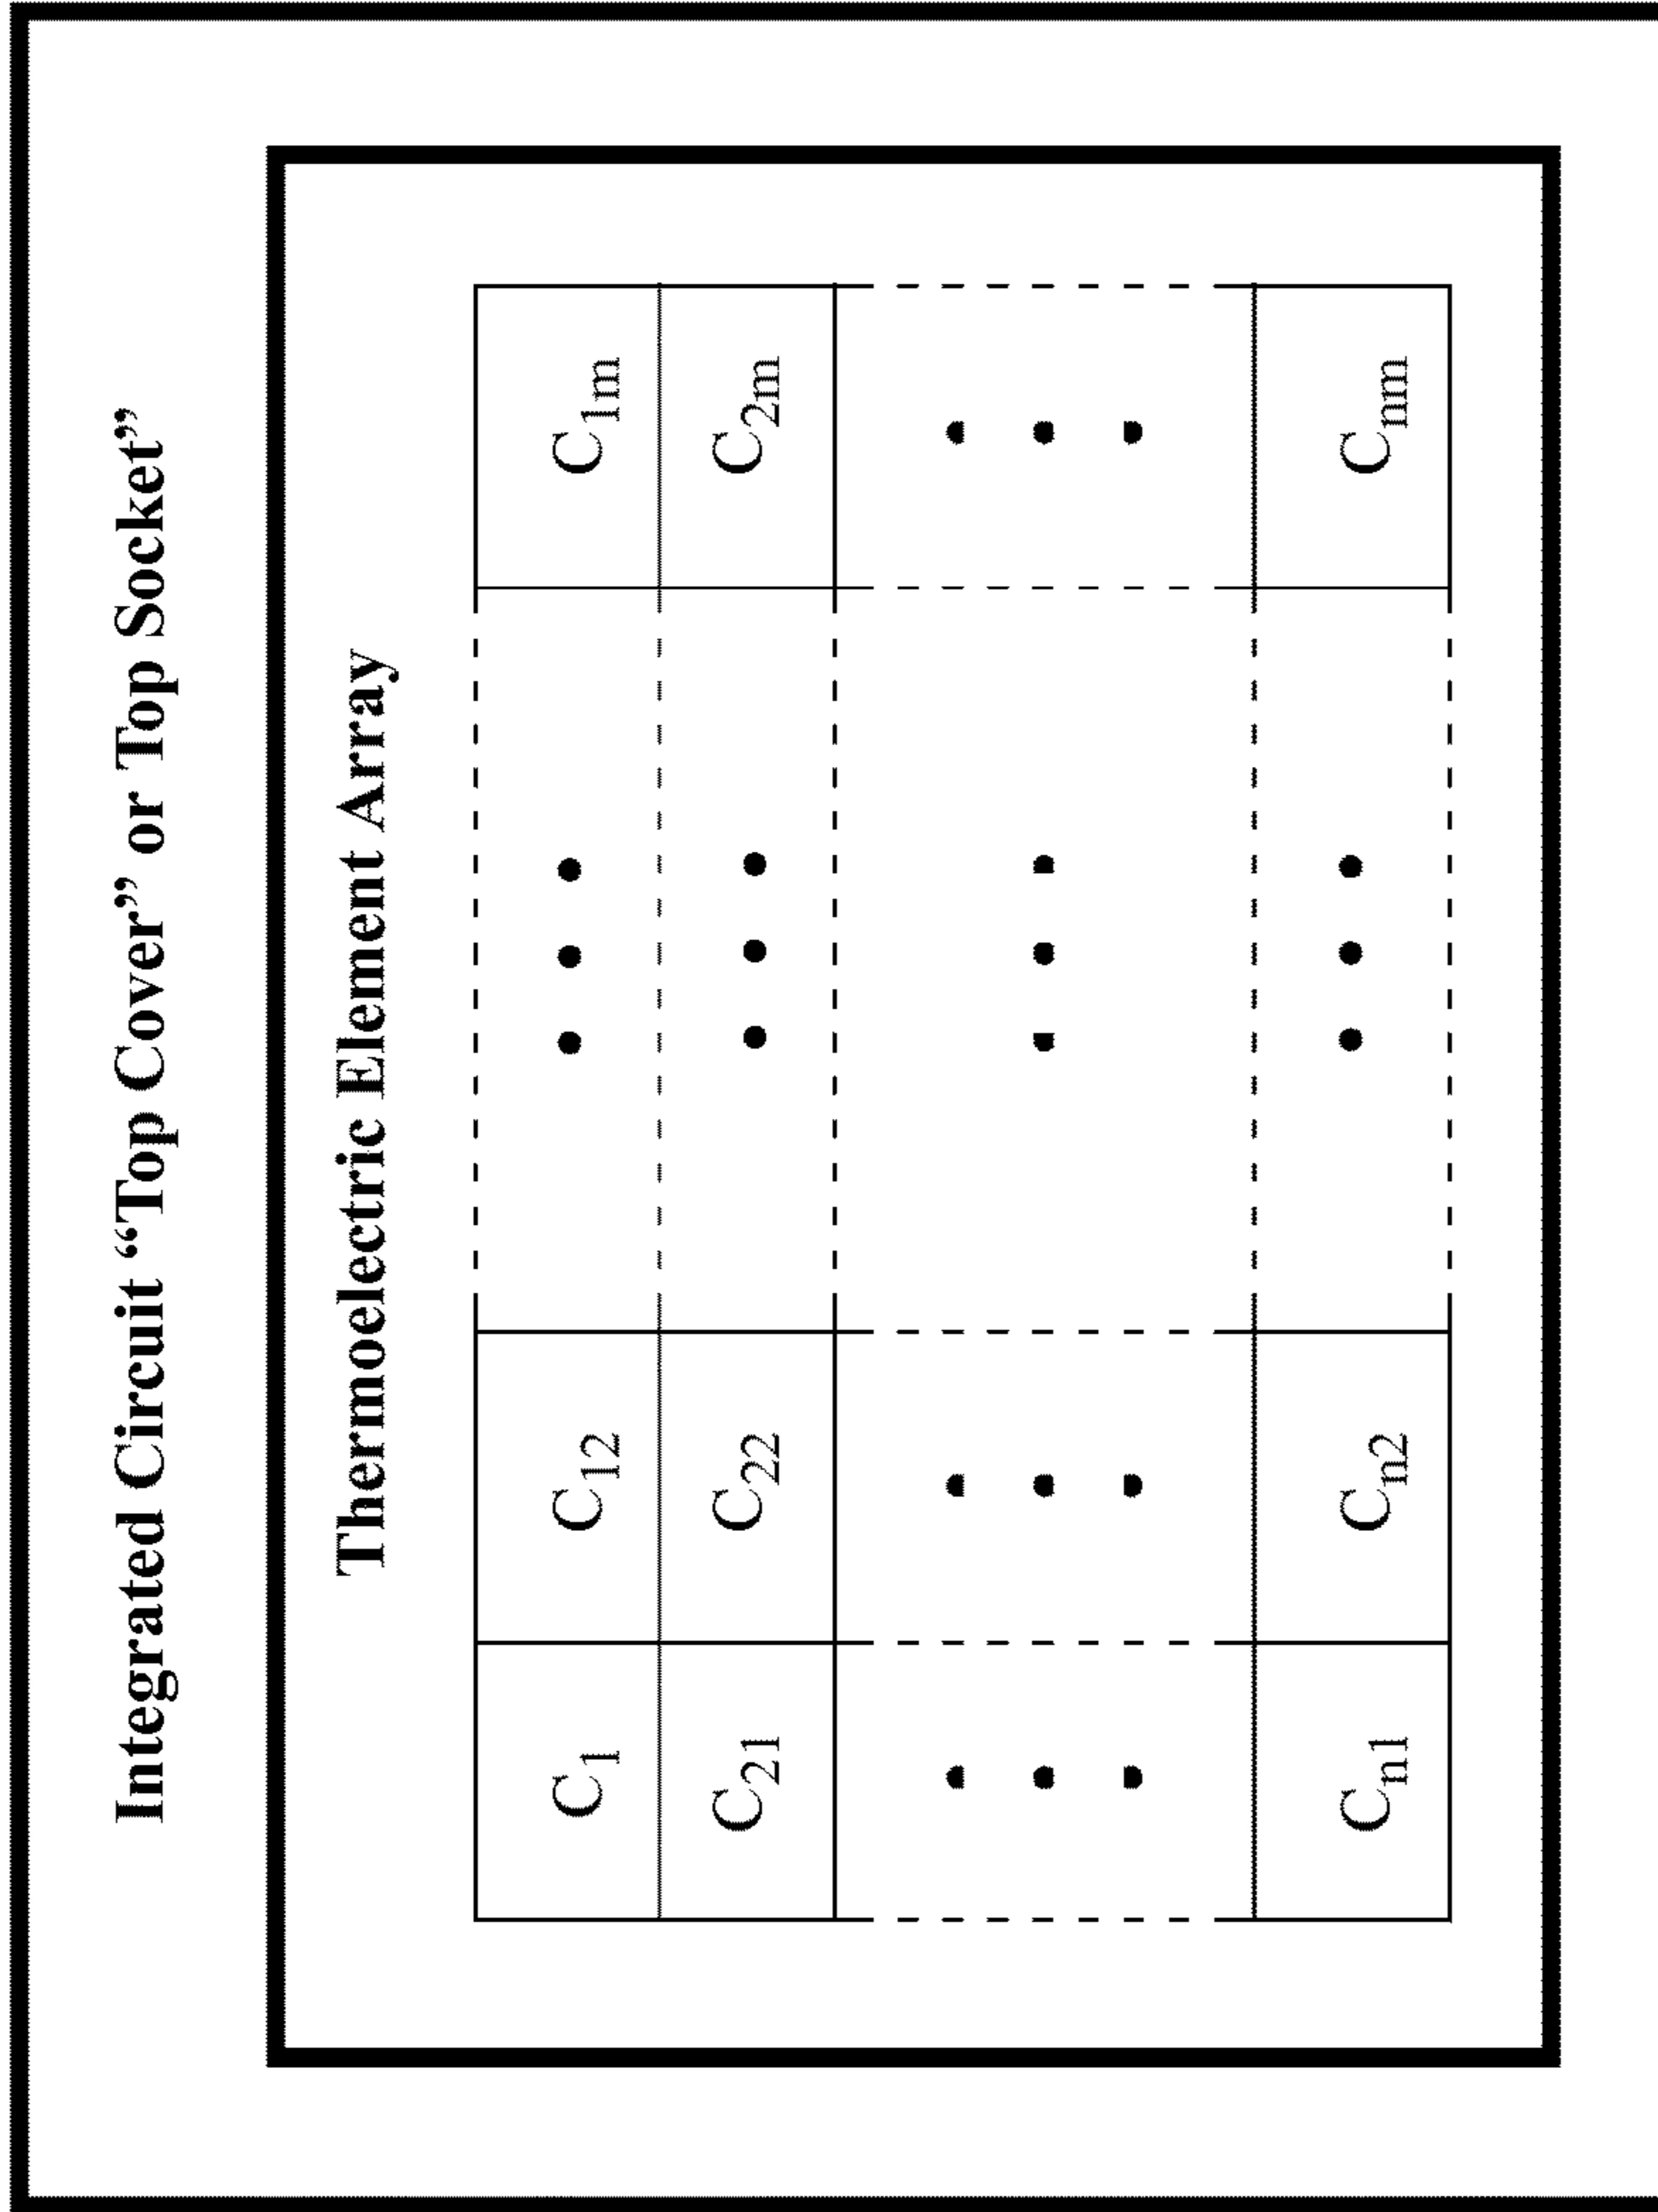 Integrated Circuit “Top Cover” or Top Socket”
Thermoelectric Element Array
C1 C12 C1m
C21 C22 C2m
Cn1 Cn2 Cnm